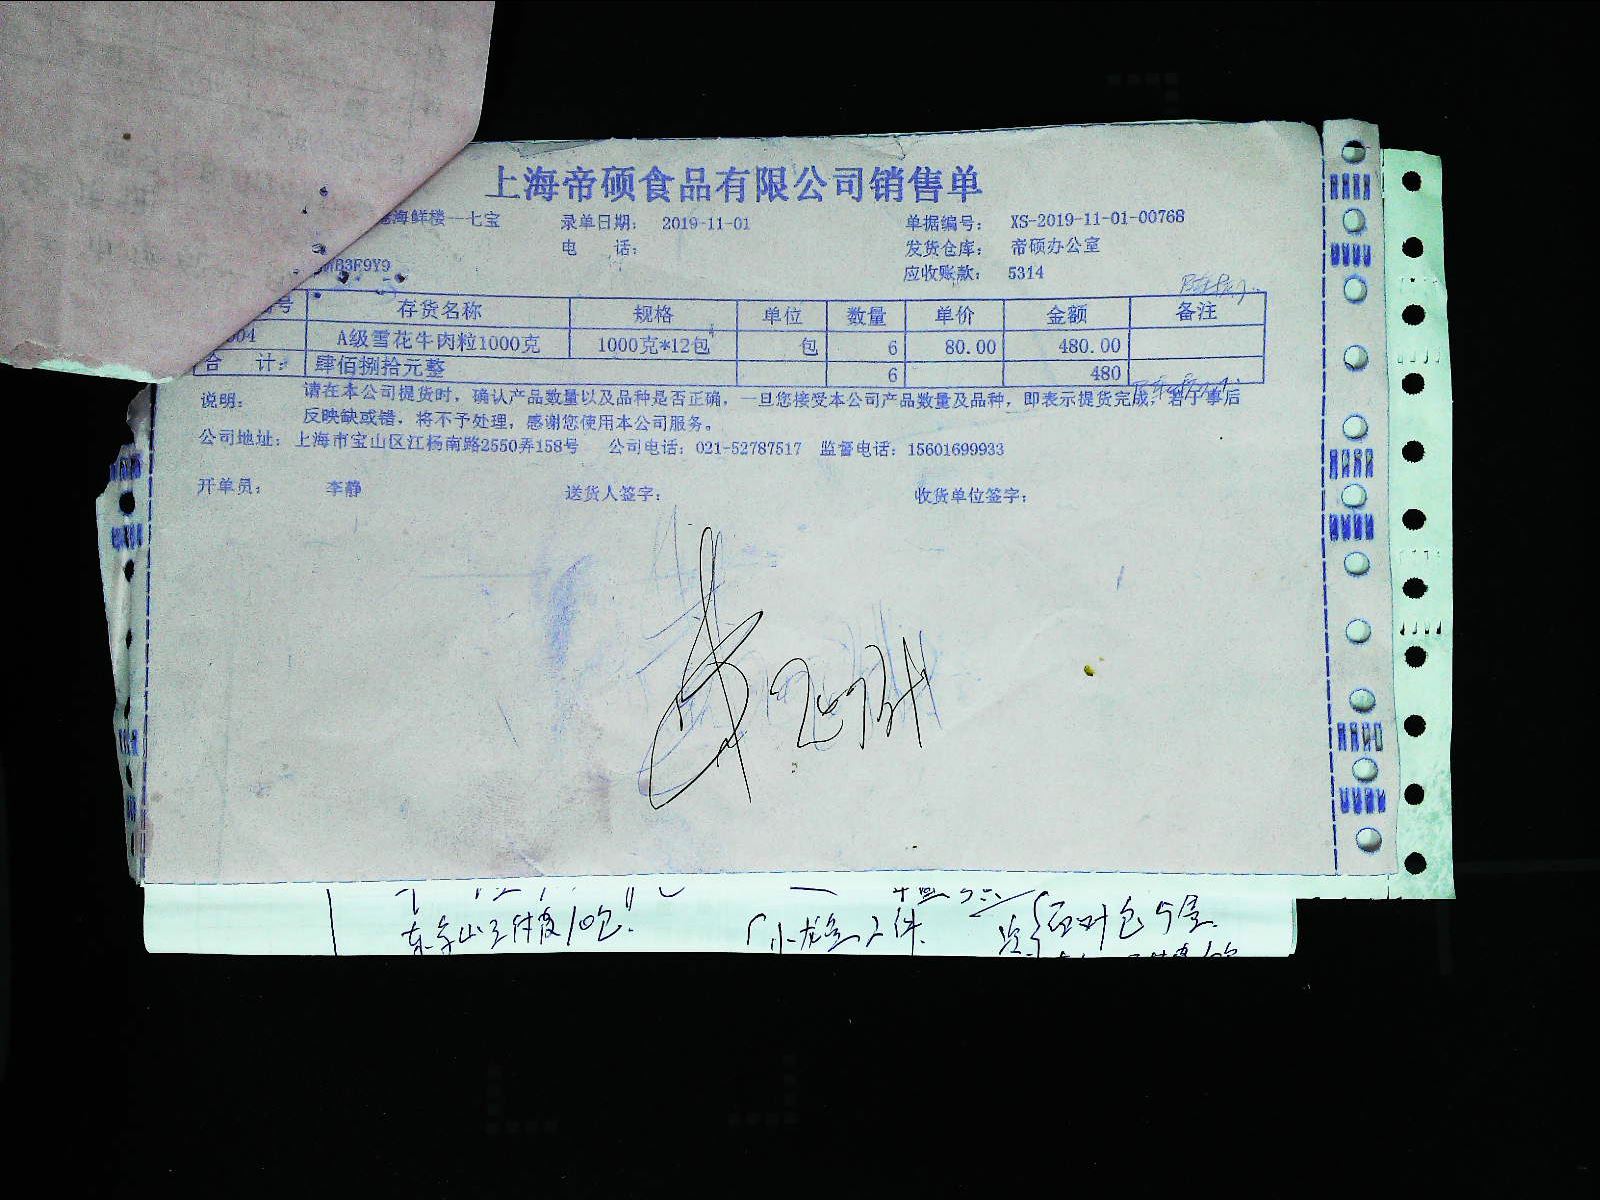 上海帝硕食品有限公司销售单
海鲜楼--七宝 录单日期: 2019-11-01 单据编号: XS-2019-11-01-00768
电 话: 发货仓库: 帝硕办公室
B3F9Y9 应收账款: 5314
号 存货名称 规格 单位 数量 单价 金额 备注
004 A级雪花牛肉粒1000克 1000克*12包 包 6 80.00 480.00
合 计: 肆佰捌拾元整 6 480
说明: 请在本公司提货时，确认产品数量以及品种是否正确，一旦您接受本公司产品数量及品种，即表示提货完成，若于事后
反映缺或错，将不予处理，感谢您使用本公司服务。
公司地址: 上海市宝山区江杨南路2550弄158号 公司电话: 021-52787517 监督电话: 15601699933
开单员: 李静 送货人签字: 收货单位签字:
10包 小龙 2件